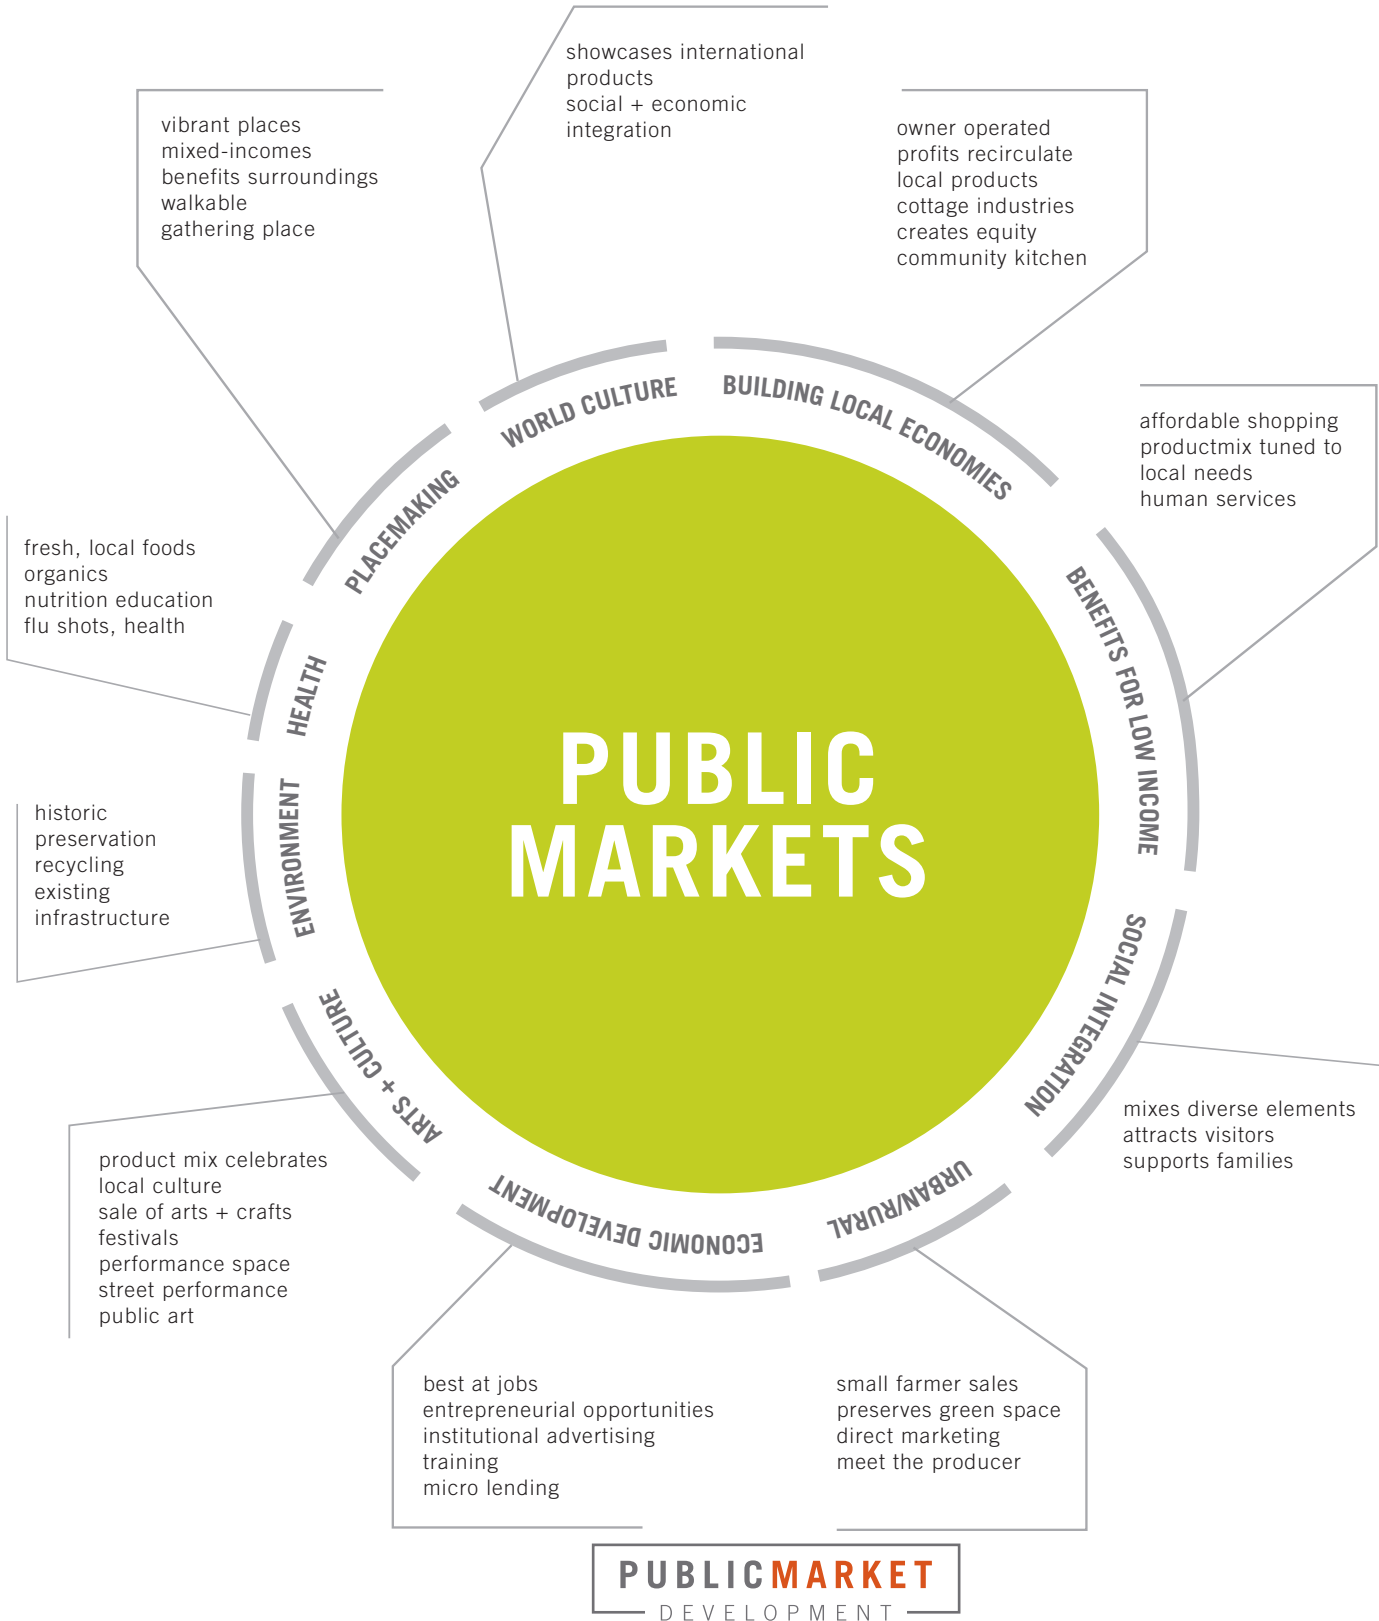 showcases international
products
social + economic
integration
vibrant places
mixed-incomes
benefits surroundings
walkable
gathering place
owner operated
profits recirculate
local products
cottage industries
creates equity
community kitchen
WORLD CULTURE
BUILDING LOCAL ECONOMIES
affordable shopping
productmix tuned to
local needs
human services
PLACEMAKING
BENEFITS FOR LOW INCOME
fresh, local foods
organics
nutrition education
flu shots, health
HEALTH
PUBLIC
MARKETS
ENVIRONMENT
historic
preservation
recycling
existing
infrastructure
SOCIAL INTEGRATION
mixes diverse elements
attracts visitors
supports families
ARTS + CULTURE
product mix celebrates
local culture
sale of arts + crafts
festivals
performance space
street performance
public art
ECONOMIC DEVELOPMENT
URBAN/RURAL
best at jobs
entrepreneurial opportunities
institutional advertising
training
micro lending
small farmer sales
preserves green space
direct marketing
meet the producer
PUBLICMARKET
DEVELOPMENT